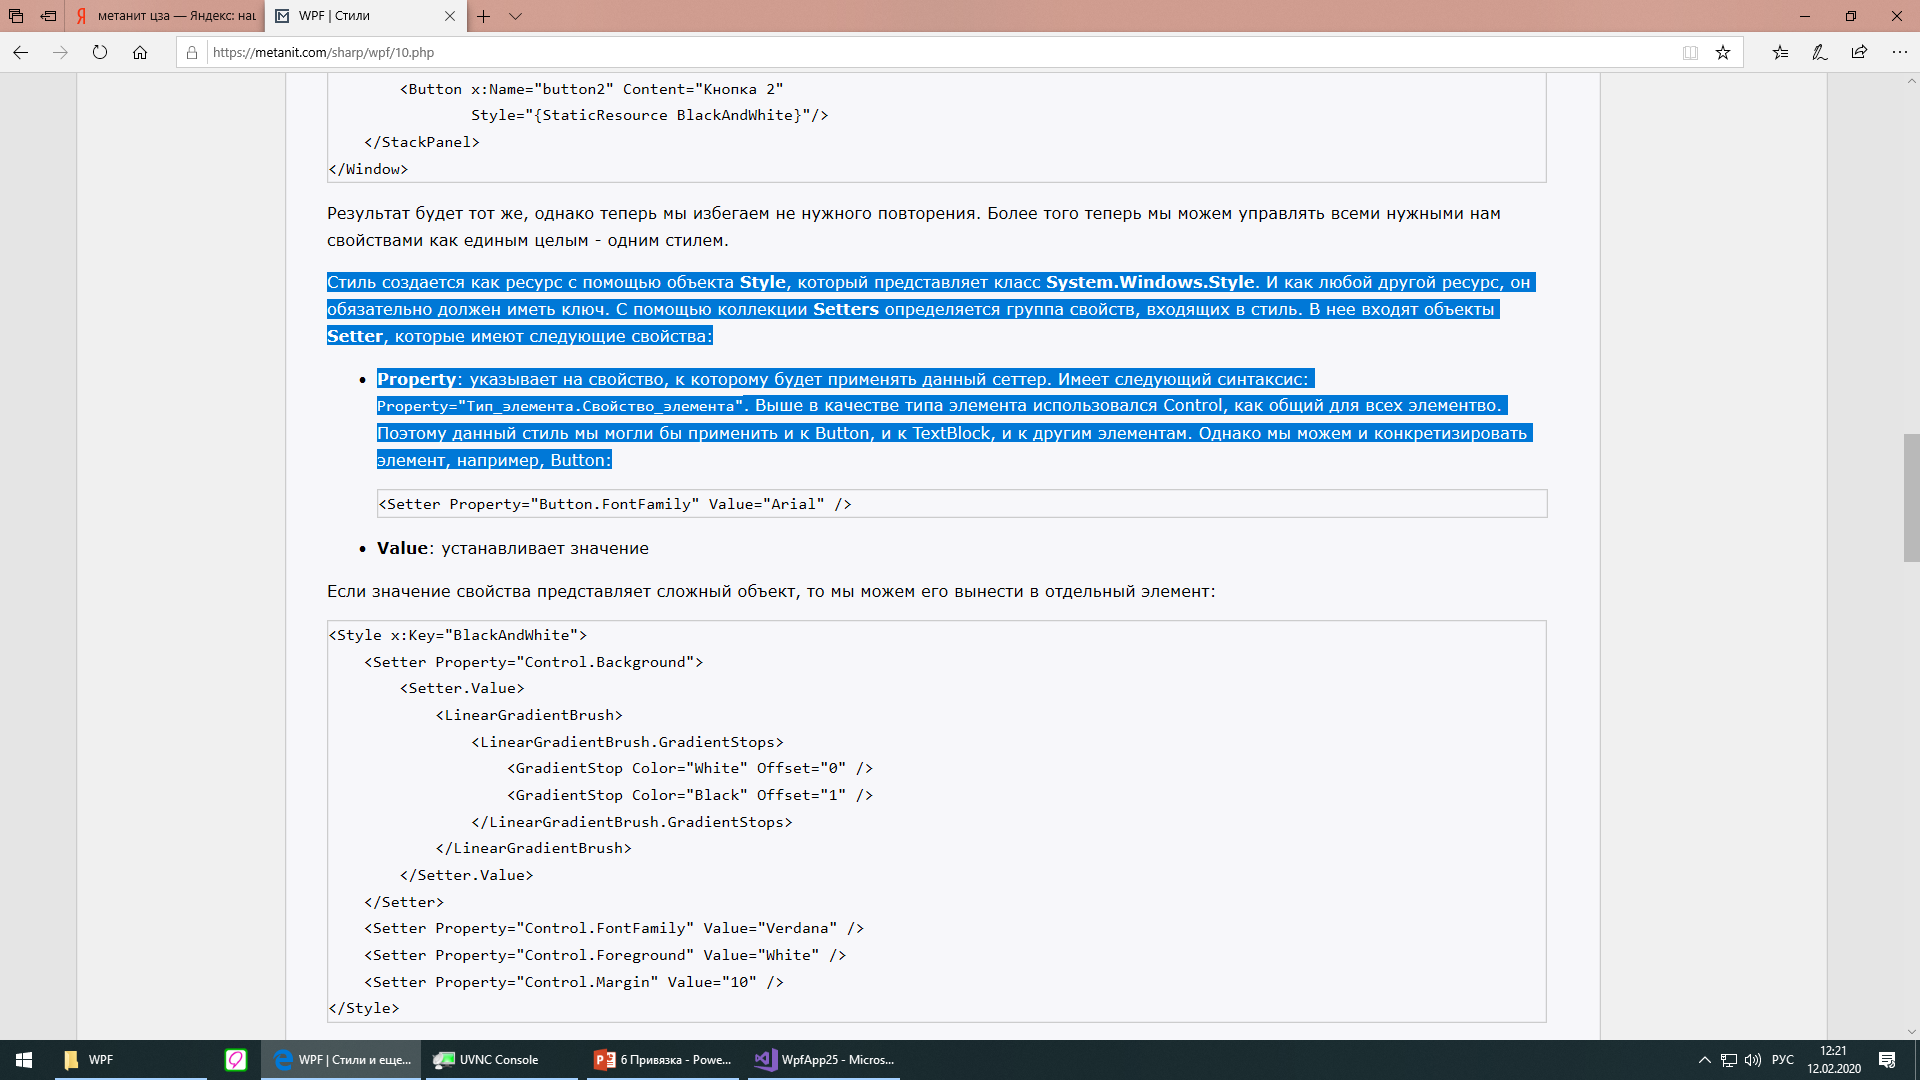 метанит цза — Яндекс: наш
WPF | Стили
https://metanit.com/sharp/wpf/10.php
<Button x:Name="button2" Content="Кнопка 2"
Style="{StaticResource BlackAndWhite}"/>
</StackPanel>
</Window>
Результат будет тот же, однако теперь мы избегаем не нужного повторения. Более того теперь мы можем управлять всеми нужными нам
свойствами как единым целым - одним стилем.
Стиль создается как ресурс с помощью объекта Style, который представляет класс System.Windows.Style. И как любой другой ресурс, он
обязательно должен иметь ключ. С помощью коллекции Setters определяется группа свойств, входящих в стиль. В нее входят объекты
Setter, которые имеют следующие свойства:
• Property: указывает на свойство, к которому будет применять данный сеттер. Имеет следующий синтаксис:
Property="Тип_элемента.Свойство_элемента". Выше в качестве типа элемента использовался Control, как общий для всех элементво.
Поэтому данный стиль мы могли бы применить и к Button, и к TextBlock, и к другим элементам. Однако мы можем и конкретизировать
элемент, например, Button:
<Setter Property="Button.FontFamily" Value="Arial" />
• Value: устанавливает значение
Если значение свойства представляет сложный объект, то мы можем его вынести в отдельный элемент:
<Style x:Key="BlackAndWhite">
<Setter Property="Control.Background">
<Setter.Value>
<LinearGradientBrush>
<LinearGradientBrush.GradientStops>
<GradientStop Color="White" Offset="0" />
<GradientStop Color="Black" Offset="1" />
</LinearGradientBrush.GradientStops>
</LinearGradientBrush>
</Setter.Value>
</Setter>
<Setter Property="Control.FontFamily" Value="Verdana" />
<Setter Property="Control.Foreground" Value="White" />
<Setter Property="Control.Margin" Value="10" />
</Style>
WPF
WPF | Стили и еще...
UVNC Console
6 Привязка - Powe...
WpfApp25 - Micros...
РУС
12:21
12.02.2020